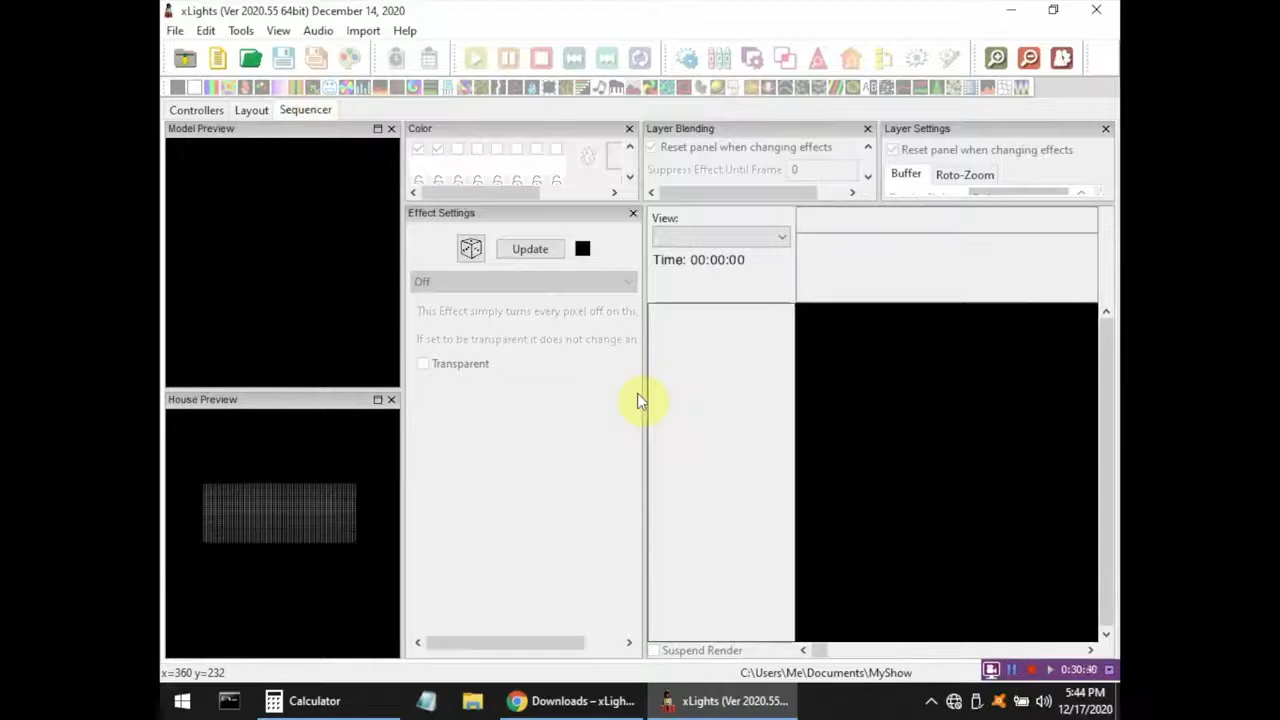 xLights (Ver 2020.55 64bit) December 14, 2020
File Edit Tools View Audio Import Help
Controllers Layout Sequencer
Model Preview
Color
Layer Blending
Layer Settings
Reset panel when changing effects
Reset panel when changing effects
Suppress Effect Until Frame 0
Buffer Roto-Zoom
Effect Settings
Update
Off
This Effect simply turns every pixel off on thi
If set to be transparent it does not change an
Transparent
View:
Time: 00:00:00
House Preview
Suspend Render
x=360 y=232
C:\Users\Me\Documents\MyShow
Calculator
Downloads – xLigh...
xLights (Ver 2020.55...
5:44 PM
12/17/2020